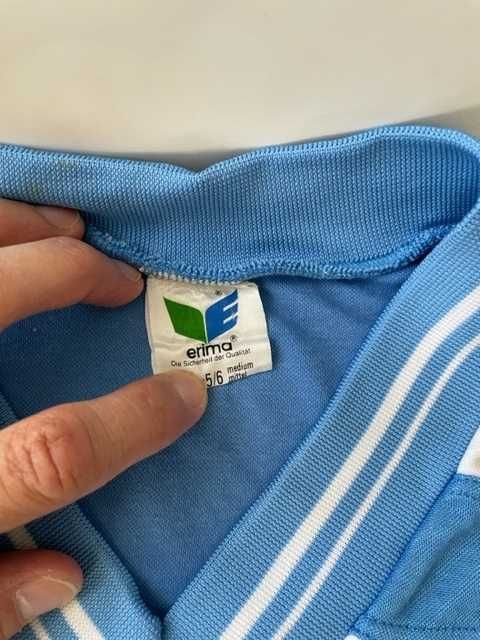 ®
E
erima®
Die Sicherheit der Qualität
5/6 medium
mittel